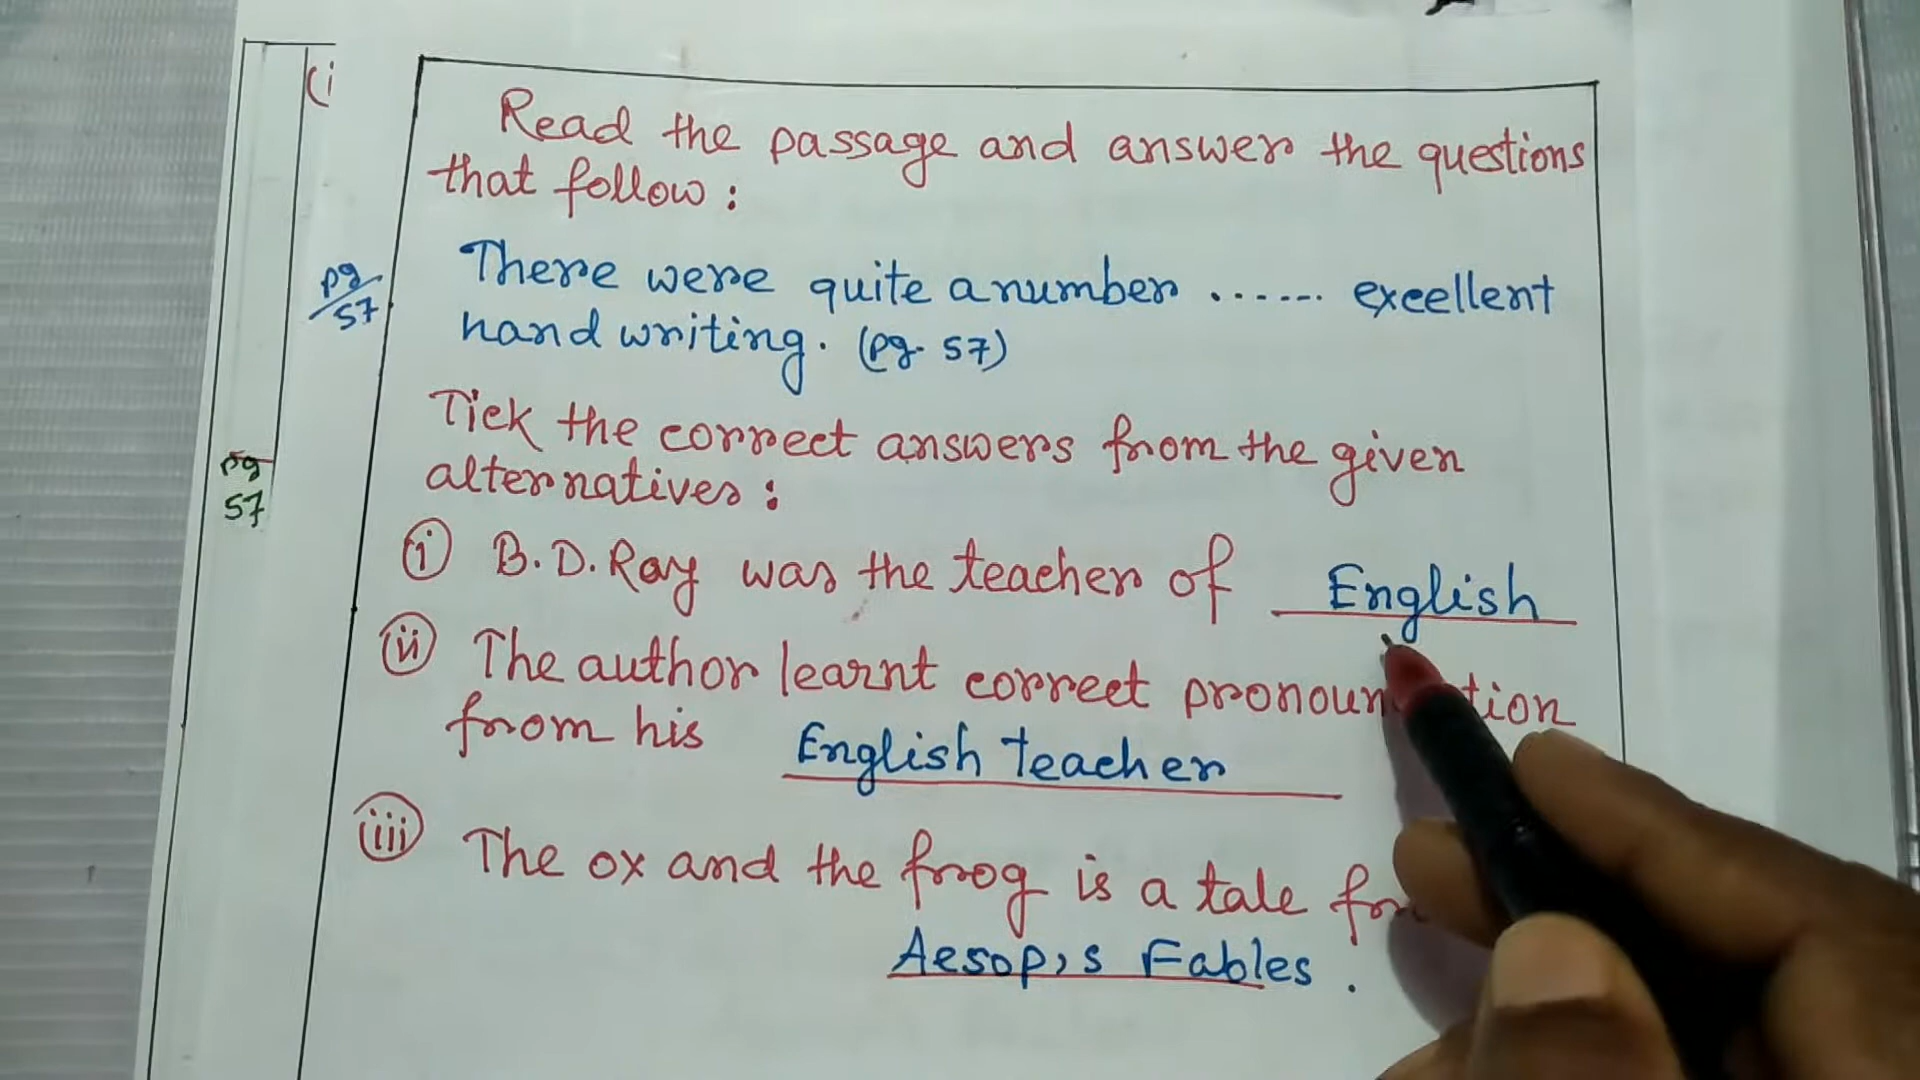 (i
Read the passage and answer the questions
that follow :
pg
57
There were quite a number ...... excellent
hand writing. (pg. 57)
Tick the correct answers from the given
alternatives :
pg
57
(i) B.D. Ray was the teacher of English
(ii) The author learnt correct
from his English teacher
(iii) The ox and the frog is a tale
Aesop's Fables.